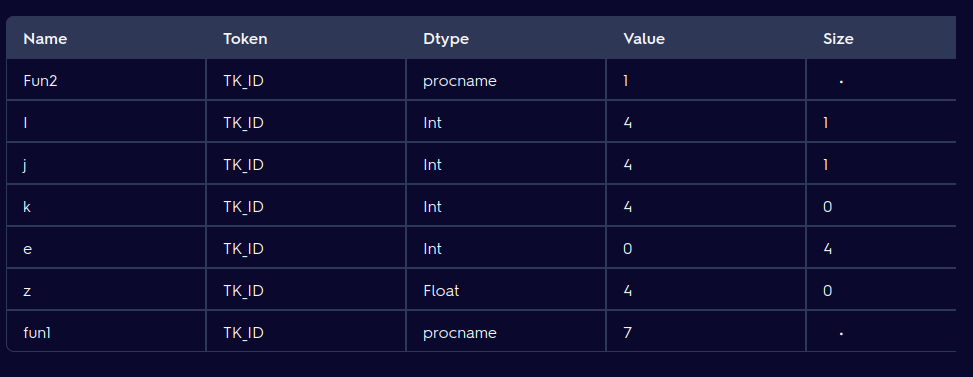 Name Token Dtype Value Size
Fun2 TK_ID procname 1 •
I TK_ID Int 4 1
j TK_ID Int 4 1
k TK_ID Int 4 0
e TK_ID Int 0 4
z TK_ID Float 4 0
fun1 TK_ID procname 7 •